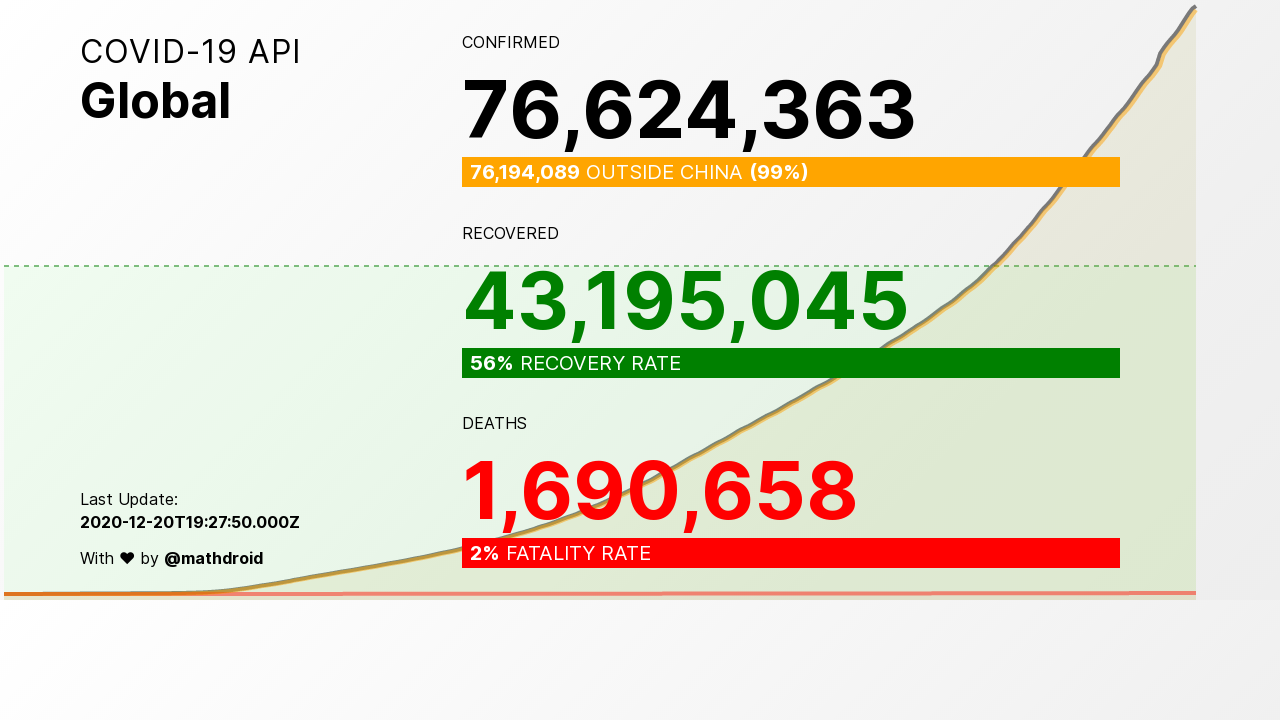 COVID-19 API
Global
CONFIRMED
76,624,363
76,194,089 OUTSIDE CHINA (99%)
RECOVERED
43,195,045
56% RECOVERY RATE
DEATHS
1,690,658
2% FATALITY RATE
Last Update:
2020-12-20T19:27:50.000Z
With ❤ by @mathdroid